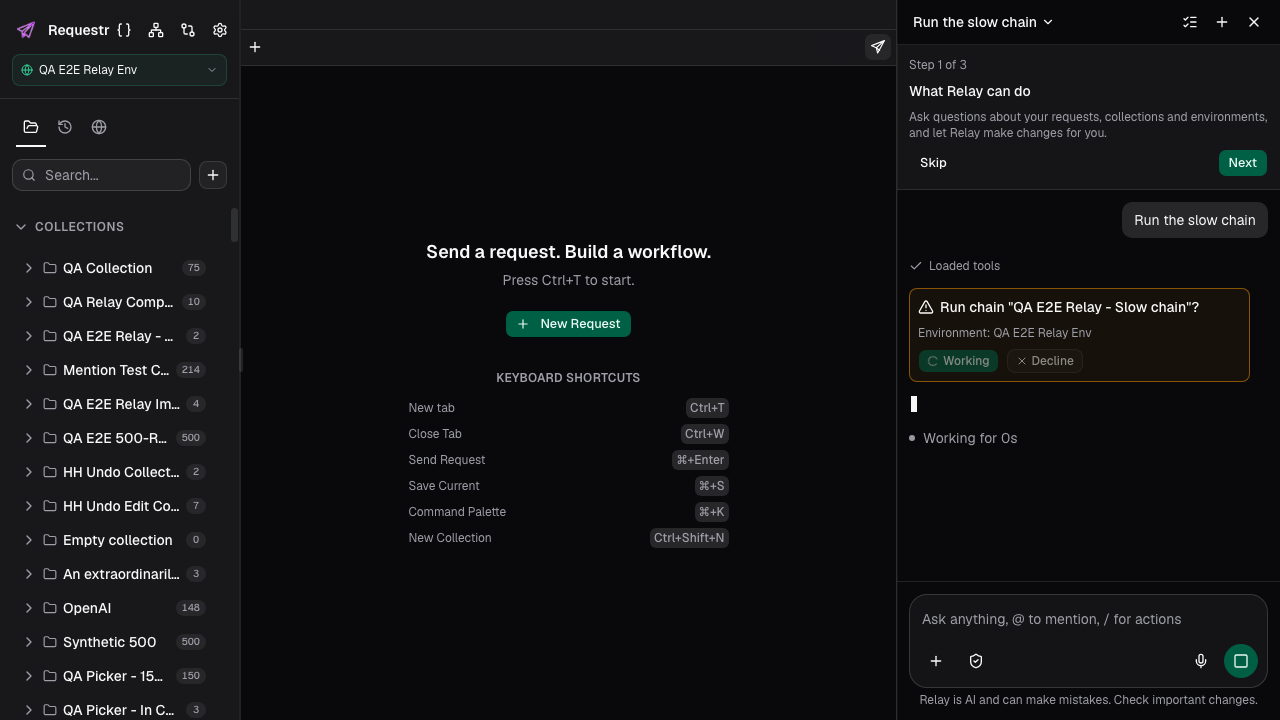 Requestr
QA E2E Relay Env
Search...
COLLECTIONS
QA Collection 75
QA Relay Comp... 10
QA E2E Relay - ... 2
Mention Test C... 214
QA E2E Relay Im... 4
QA E2E 500-R... 500
HH Undo Collect... 2
HH Undo Edit Co... 7
Empty collection 0
An extraordinaril... 3
OpenAI 148
Synthetic 500 500
QA Picker - 15... 150
QA Picker - In C... 3
Send a request. Build a workflow.
Press Ctrl+T to start.
New Request
KEYBOARD SHORTCUTS
New tab Ctrl+T
Close Tab Ctrl+W
Send Request ⌘+Enter
Save Current ⌘+S
Command Palette ⌘+K
New Collection Ctrl+Shift+N
Run the slow chain
Step 1 of 3
What Relay can do
Ask questions about your requests, collections and environments,
and let Relay make changes for you.
Skip Next
Run the slow chain
Loaded tools
Run chain "QA E2E Relay - Slow chain"?
Environment: QA E2E Relay Env
Working Decline
Working for 0s
Ask anything, @ to mention, / for actions
Relay is AI and can make mistakes. Check important changes.